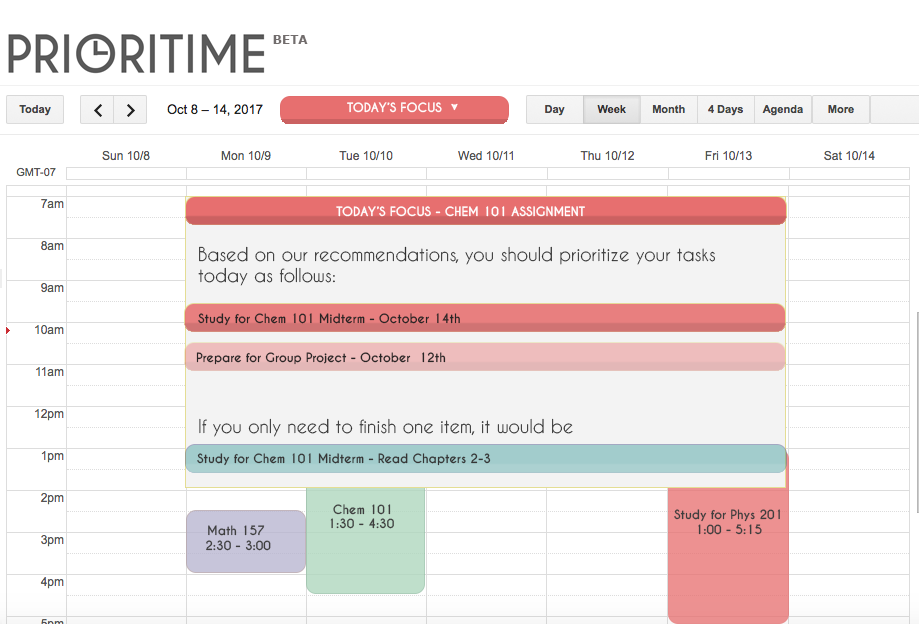 PRIORITIME BETA
Today < > Oct 8 – 14, 2017 TODAY'S FOCUS ▼ Day Week Month 4 Days Agenda More
Sun 10/8 Mon 10/9 Tue 10/10 Wed 10/11 Thu 10/12 Fri 10/13 Sat 10/14
GMT-07
7am
TODAY'S FOCUS - CHEM 101 ASSIGNMENT
8am
Based on our recommendations, you should prioritize your tasks
today as follows:
9am
Study for Chem 101 Midterm - October 14th
10am
Prepare for Group Project - October 12th
11am
12pm
If you only need to finish one item, it would be
1pm
Study for Chem 101 Midterm - Read Chapters 2-3
2pm
Chem 101
1:30 - 4:30
Study for Phys 201
1:00 - 5:15
Math 157
2:30 - 3:00
3pm
4pm
5pm